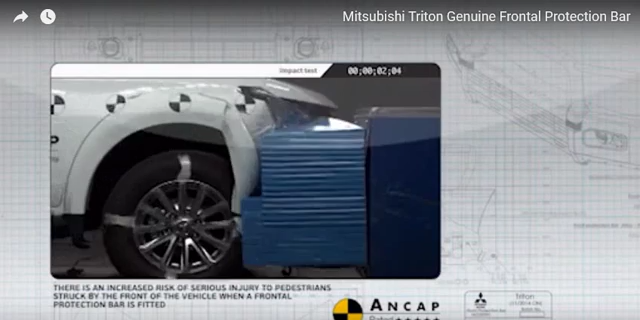 Mitsubishi Triton Genuine Frontal Protection Bar
impact test 00;00;02;04
THERE IS AN INCREASED RISK OF SERIOUS INJURY TO PEDESTRIANS
STRUCK BY THE FRONT OF THE VEHICLE WHEN A FRONTAL
PROTECTION BAR IS FITTED
ANCAP
Triton